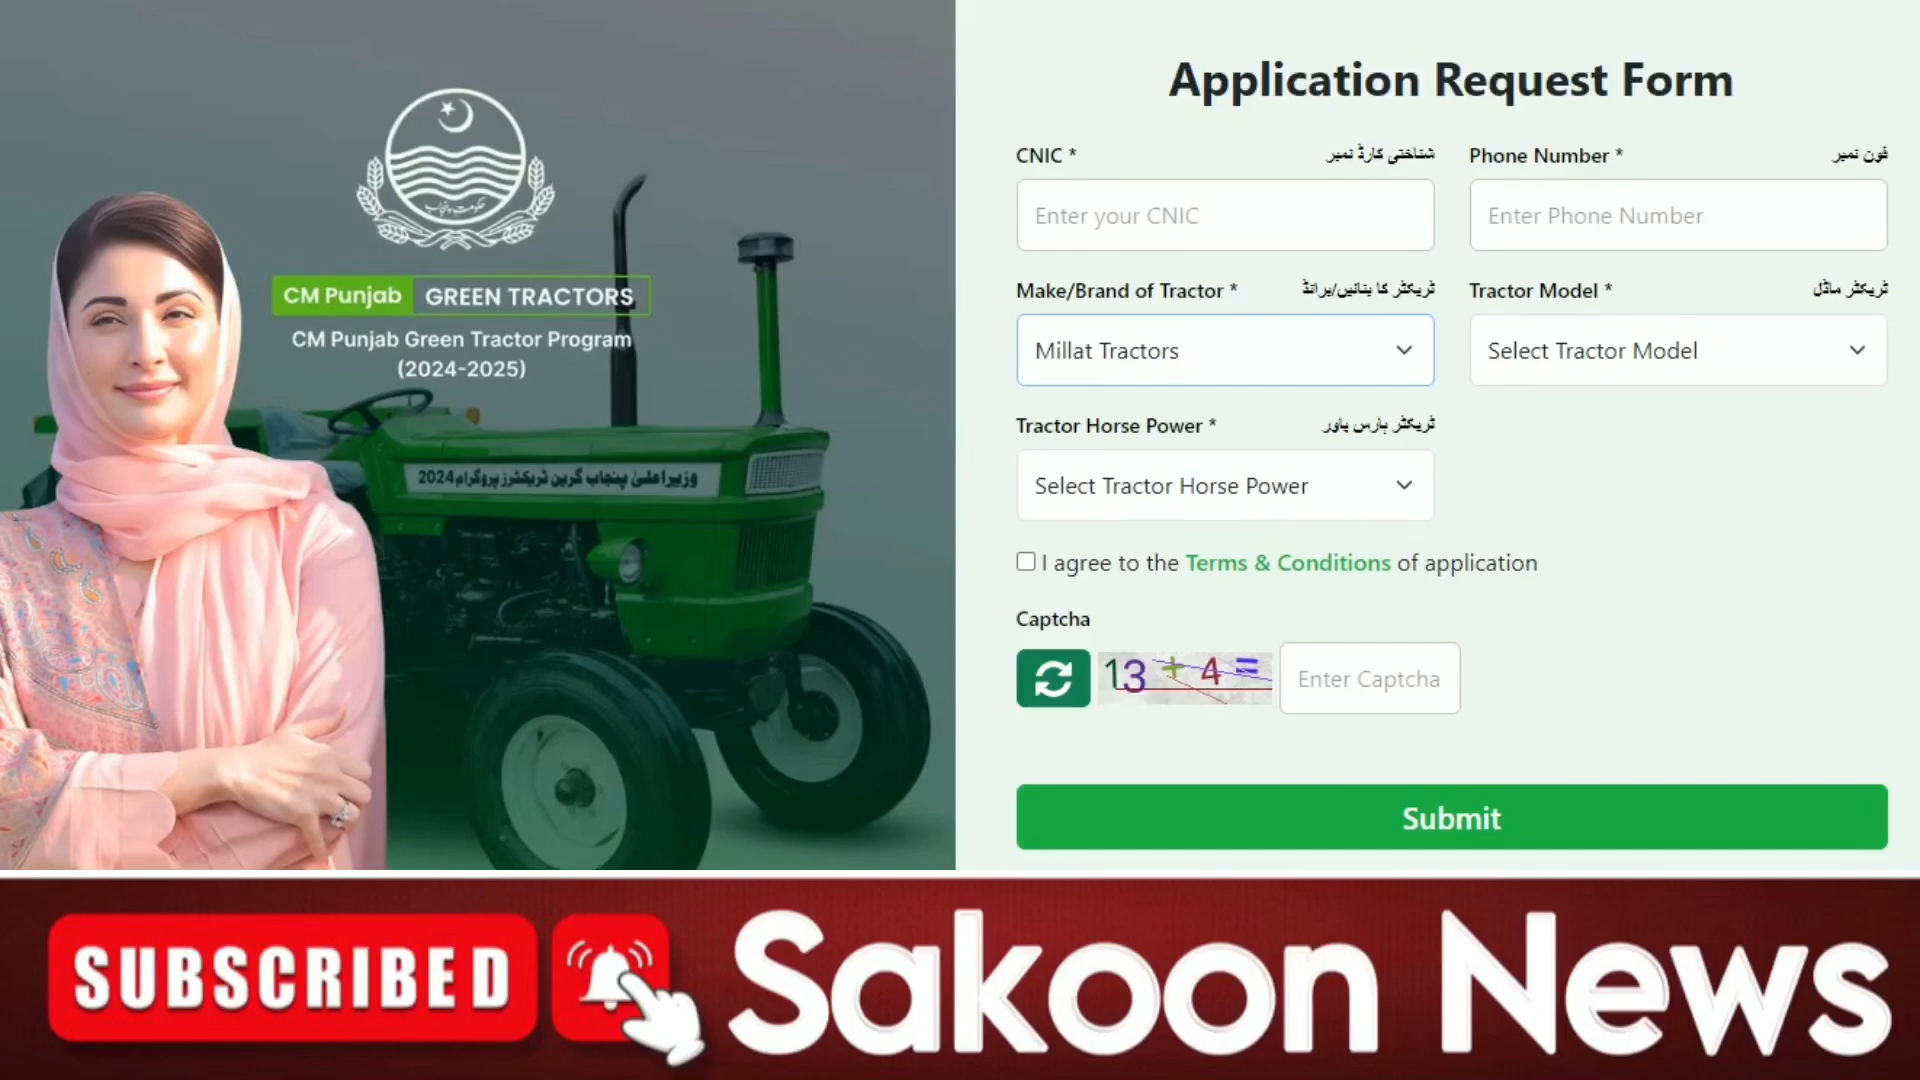 حکومت پنجاب
CM Punjab GREEN TRACTORS
CM Punjab Green Tractor Program
(2024-2025)
وزیراعلیٰ پنجاب گرین ٹریکٹرز پروگرام 2024
Application Request Form
CNIC * شناختی کارڈ نمبر
Enter your CNIC
Phone Number * فون نمبر
Enter Phone Number
Make/Brand of Tractor * ٹریکٹر کا بنائیں/برانڈ
Millat Tractors
Tractor Model * ٹریکٹر ماڈل
Select Tractor Model
Tractor Horse Power * ٹریکٹر ہارس پاور
Select Tractor Horse Power
I agree to the Terms & Conditions of application
Captcha
13 + 4 =
Enter Captcha
Submit
SUBSCRIBED
Sakoon News